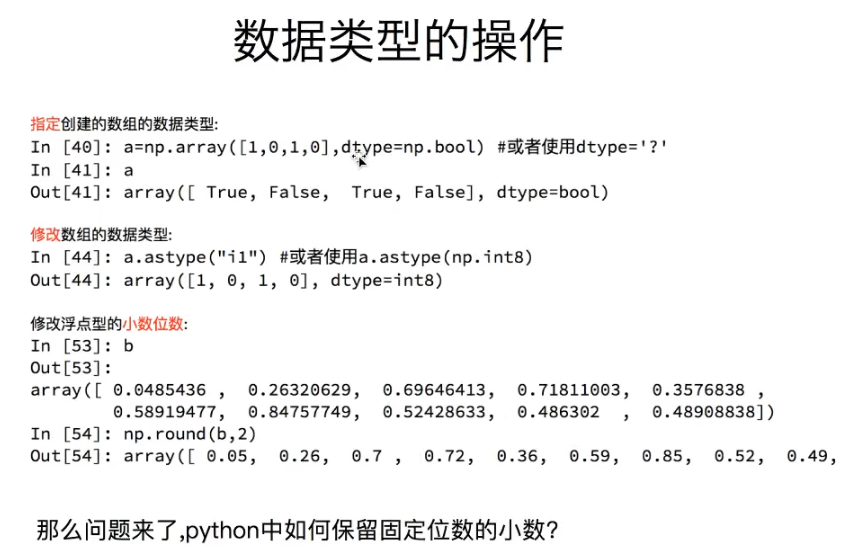 数据类型的操作
指定创建的数组的数据类型:
In [40]: a=np.array([1,0,1,0],dtype=np.bool) #或者使用dtype='?'
In [41]: a
Out[41]: array([ True, False,  True, False], dtype=bool)
修改数组的数据类型:
In [44]: a.astype("i1") #或者使用a.astype(np.int8)
Out[44]: array([1, 0, 1, 0], dtype=int8)
修改浮点型的小数位数:
In [53]: b
Out[53]:
array([ 0.0485436 ,  0.26320629,  0.69646413,  0.71811003,  0.3576838 ,
0.58919477,  0.84757749,  0.52428633,  0.486302  ,  0.48908838])
In [54]: np.round(b,2)
Out[54]: array([ 0.05,  0.26,  0.7 ,  0.72,  0.36,  0.59,  0.85,  0.52,  0.49,
那么问题来了,python中如何保留固定位数的小数?